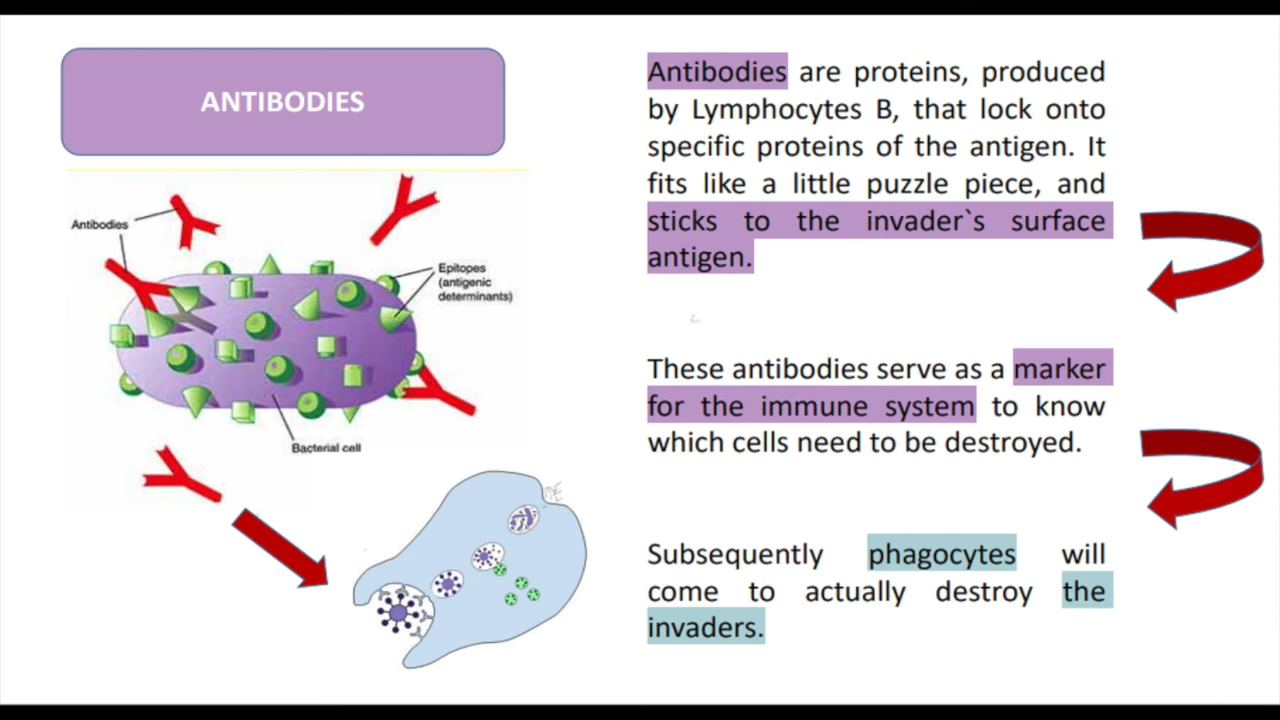 ANTIBODIES
Antibodies
Epitopes
(antigenic
determinants)
Bacterial cell
Antibodies are proteins, produced
by Lymphocytes B, that lock onto
specific proteins of the antigen. It
fits like a little puzzle piece, and
sticks to the invader`s surface
antigen.
These antibodies serve as a marker
for the immune system to know
which cells need to be destroyed.
Subsequently phagocytes will
come to actually destroy the
invaders.